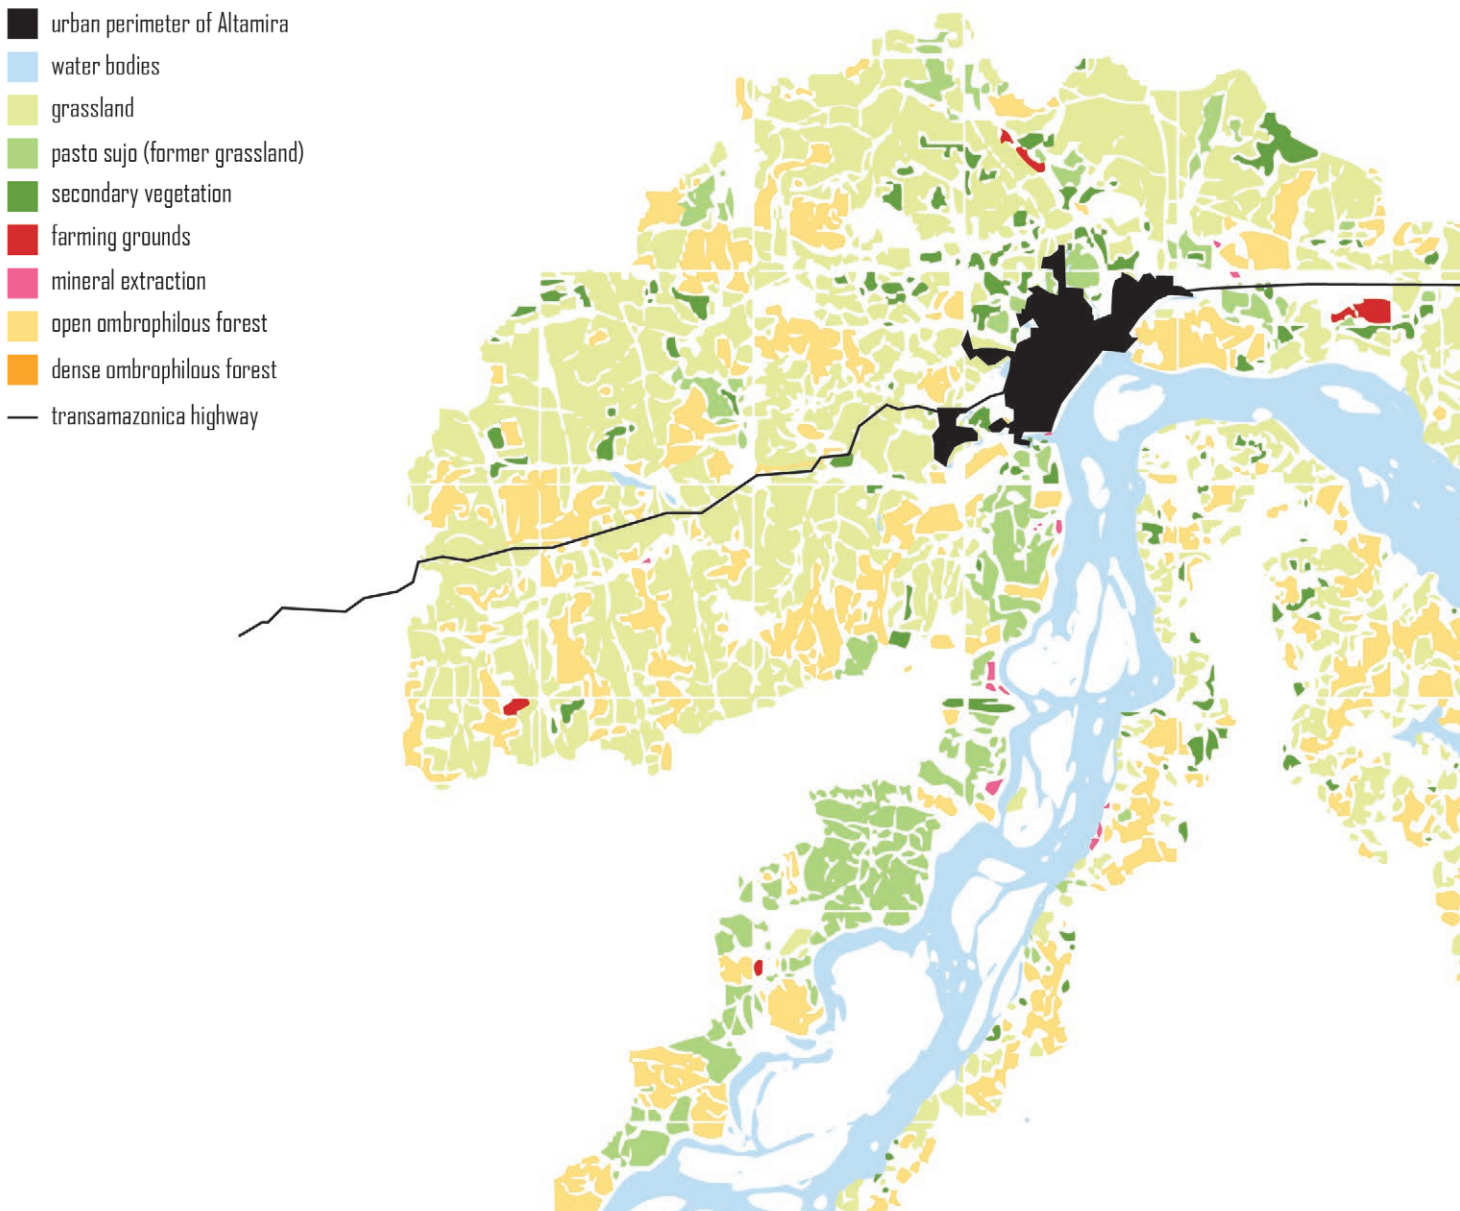 urban perimeter of Altamira
water bodies
grassland
pasto sujo (former grassland)
secondary vegetation
farming grounds
mineral extraction
open ombrophilous forest
dense ombrophilous forest
transamazonica highway